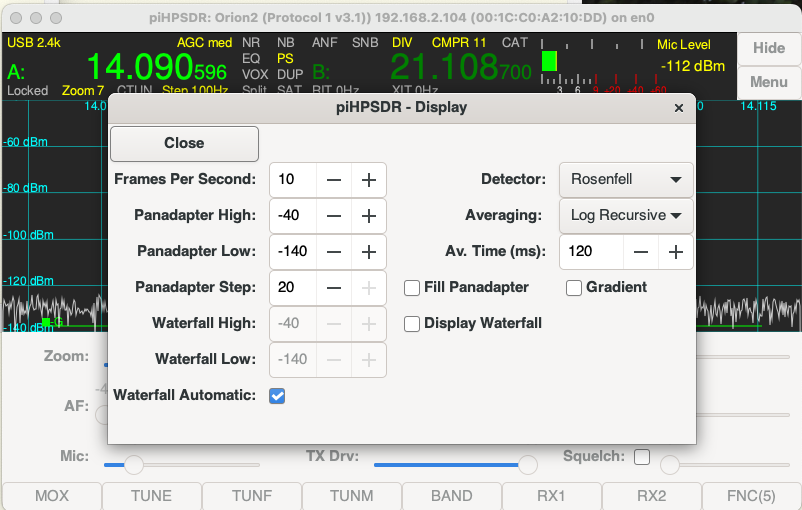 piHPSDR: Orion2 (Protocol 1 v3.1)) 192.168.2.104 (00:1C:C0:A2:10:DD) on en0
USB 2.4k AGC med NR NB ANF SNB DIV CMPR 11 CAT Mic Level Hide
A: 14.090596 EQ PS B: 21.108700 -112 dBm
VOX DUP Menu
Locked Zoom 7 CTUN Step 100Hz Split SAT RIT 0Hz XIT 0Hz 3 6 9 +20 +40 +60
14.0 0 14.115
piHPSDR - Display ×
Close
-60 dBm
Frames Per Second: 10 — + Detector: Rosenfell
-80 dBm
Panadapter High: -40 — + Averaging: Log Recursive
-100 dBm
Panadapter Low: -140 — + Av. Time (ms): 120 — +
-120 dBm
Panadapter Step: 20 — + Fill Panadapter Gradient
-140 dBm
Waterfall High: -40 — + Display Waterfall
Zoom: Waterfall Low: -140 — +
AF: -4 Waterfall Automatic:
Mic: TX Drv: Squelch:
MOX TUNE TUNF TUNM BAND RX1 RX2 FNC(5)